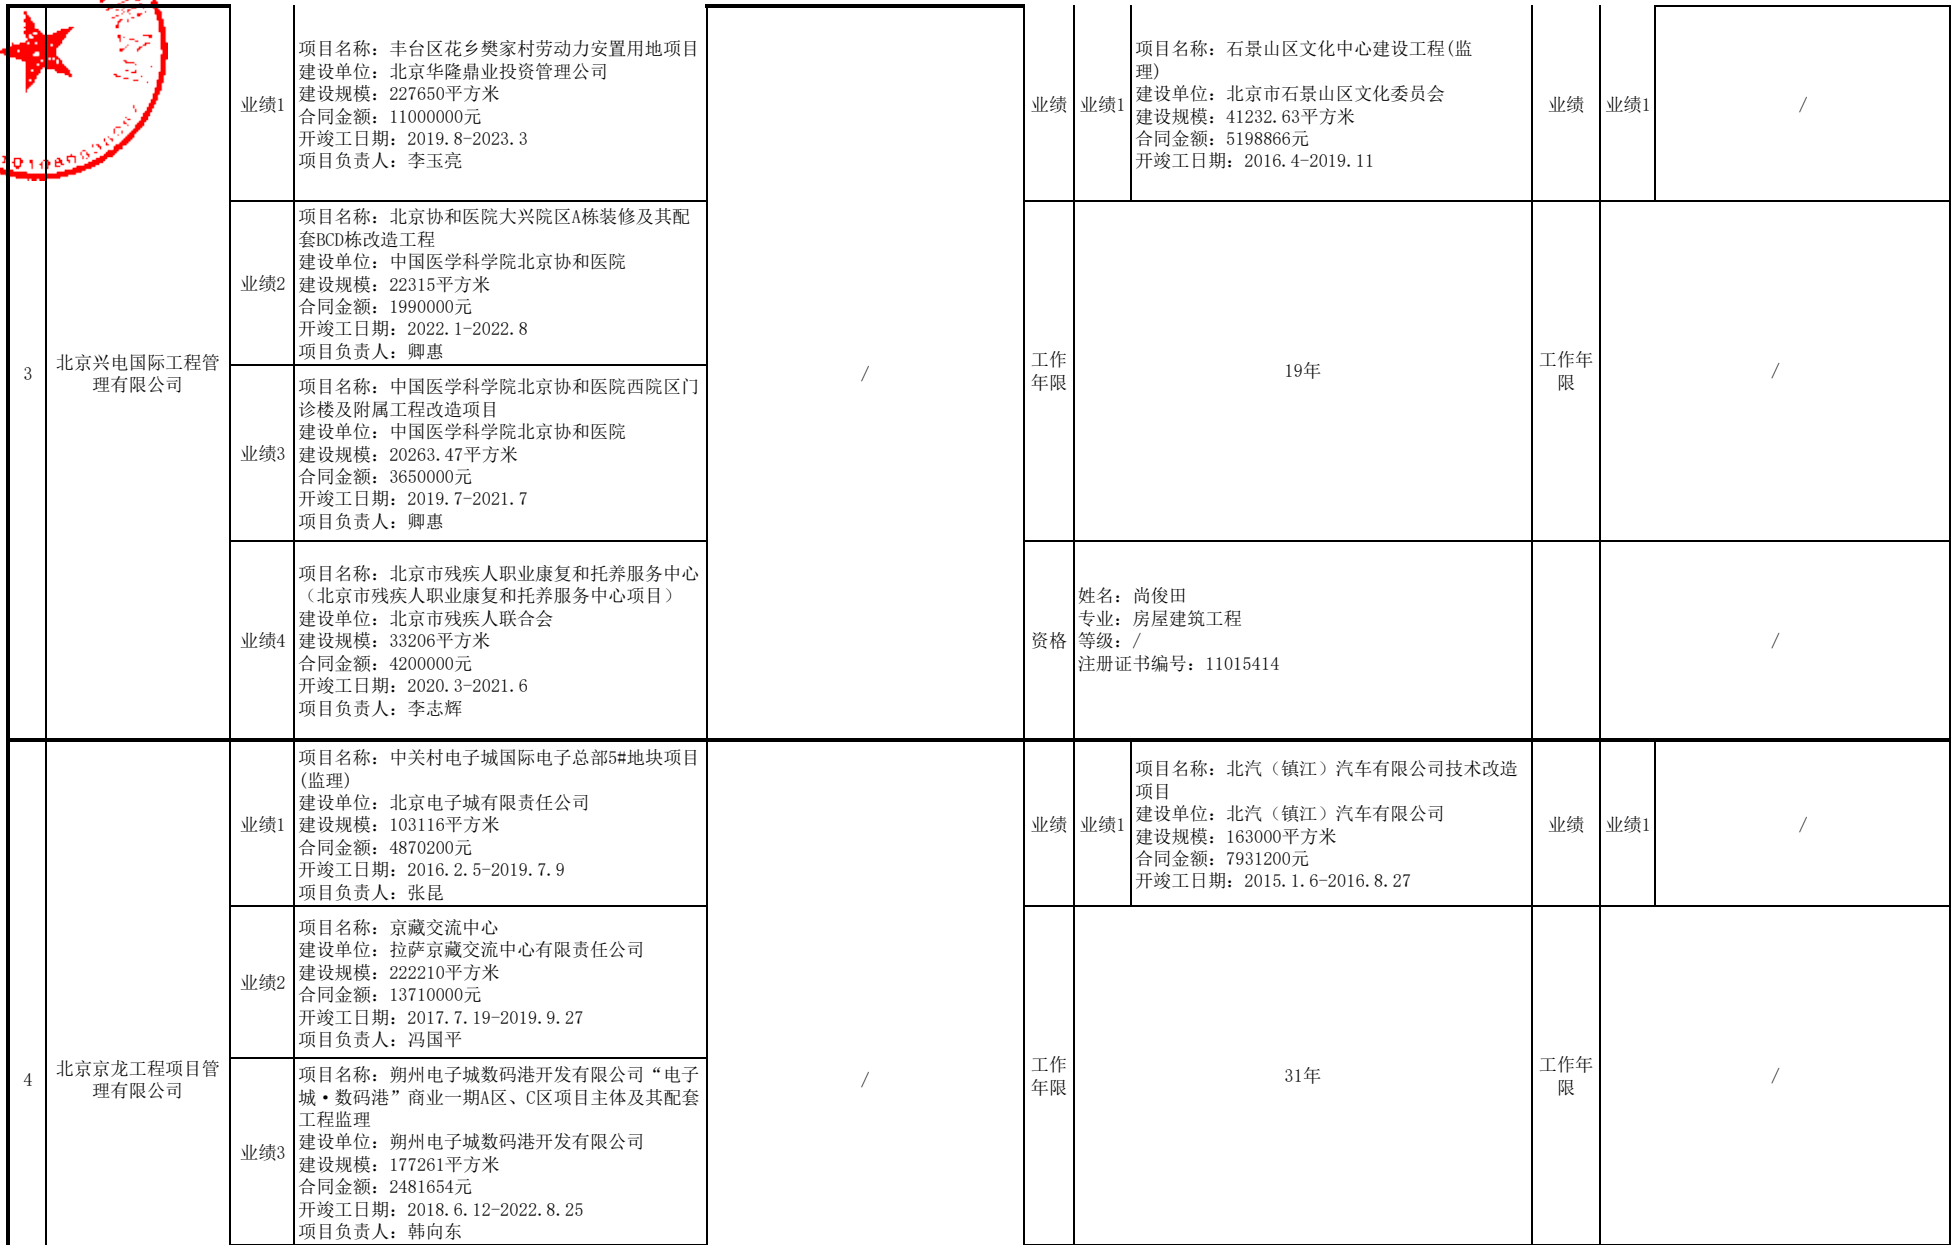 3
北京兴电国际工程管
理有限公司
业绩1
项目名称：丰台区花乡樊家村劳动力安置用地项目
建设单位：北京华隆鼎业投资管理公司
建设规模：227650平方米
合同金额：11000000元
开竣工日期：2019.8-2023.3
项目负责人：李玉亮
业绩2
项目名称：北京协和医院大兴院区A栋装修及其配
套BCD栋改造工程
建设单位：中国医学科学院北京协和医院
建设规模：22315平方米
合同金额：1990000元
开竣工日期：2022.1-2022.8
项目负责人：卿惠
业绩3
项目名称：中国医学科学院北京协和医院西院区门
诊楼及附属工程改造项目
建设单位：中国医学科学院北京协和医院
建设规模：20263.47平方米
合同金额：3650000元
开竣工日期：2019.7-2021.7
项目负责人：卿惠
业绩4
项目名称：北京市残疾人职业康复和托养服务中心
（北京市残疾人职业康复和托养服务中心项目）
建设单位：北京市残疾人联合会
建设规模：33206平方米
合同金额：4200000元
开竣工日期：2020.3-2021.6
项目负责人：李志辉
/
业绩
业绩1
项目名称：石景山区文化中心建设工程(监
理)
建设单位：北京市石景山区文化委员会
建设规模：41232.63平方米
合同金额：5198866元
开竣工日期：2016.4-2019.11
业绩
业绩1
/
工作
年限
19年
工作年
限
/
资格
姓名：尚俊田
专业：房屋建筑工程
等级：/
注册证书编号：11015414
/
4
北京京龙工程项目管
理有限公司
业绩1
项目名称：中关村电子城国际电子总部5#地块项目
(监理)
建设单位：北京电子城有限责任公司
建设规模：103116平方米
合同金额：4870200元
开竣工日期：2016.2.5-2019.7.9
项目负责人：张昆
业绩2
项目名称：京藏交流中心
建设单位：拉萨京藏交流中心有限责任公司
建设规模：222210平方米
合同金额：13710000元
开竣工日期：2017.7.19-2019.9.27
项目负责人：冯国平
业绩3
项目名称：朔州电子城数码港开发有限公司“电子
城•数码港”商业一期A区、C区项目主体及其配套
工程监理
建设单位：朔州电子城数码港开发有限公司
建设规模：177261平方米
合同金额：2481654元
开竣工日期：2018.6.12-2022.8.25
项目负责人：韩向东
/
业绩
业绩1
项目名称：北汽（镇江）汽车有限公司技术改造
项目
建设单位：北汽（镇江）汽车有限公司
建设规模：163000平方米
合同金额：7931200元
开竣工日期：2015.1.6-2016.8.27
业绩
业绩1
/
工作
年限
31年
工作年
限
/